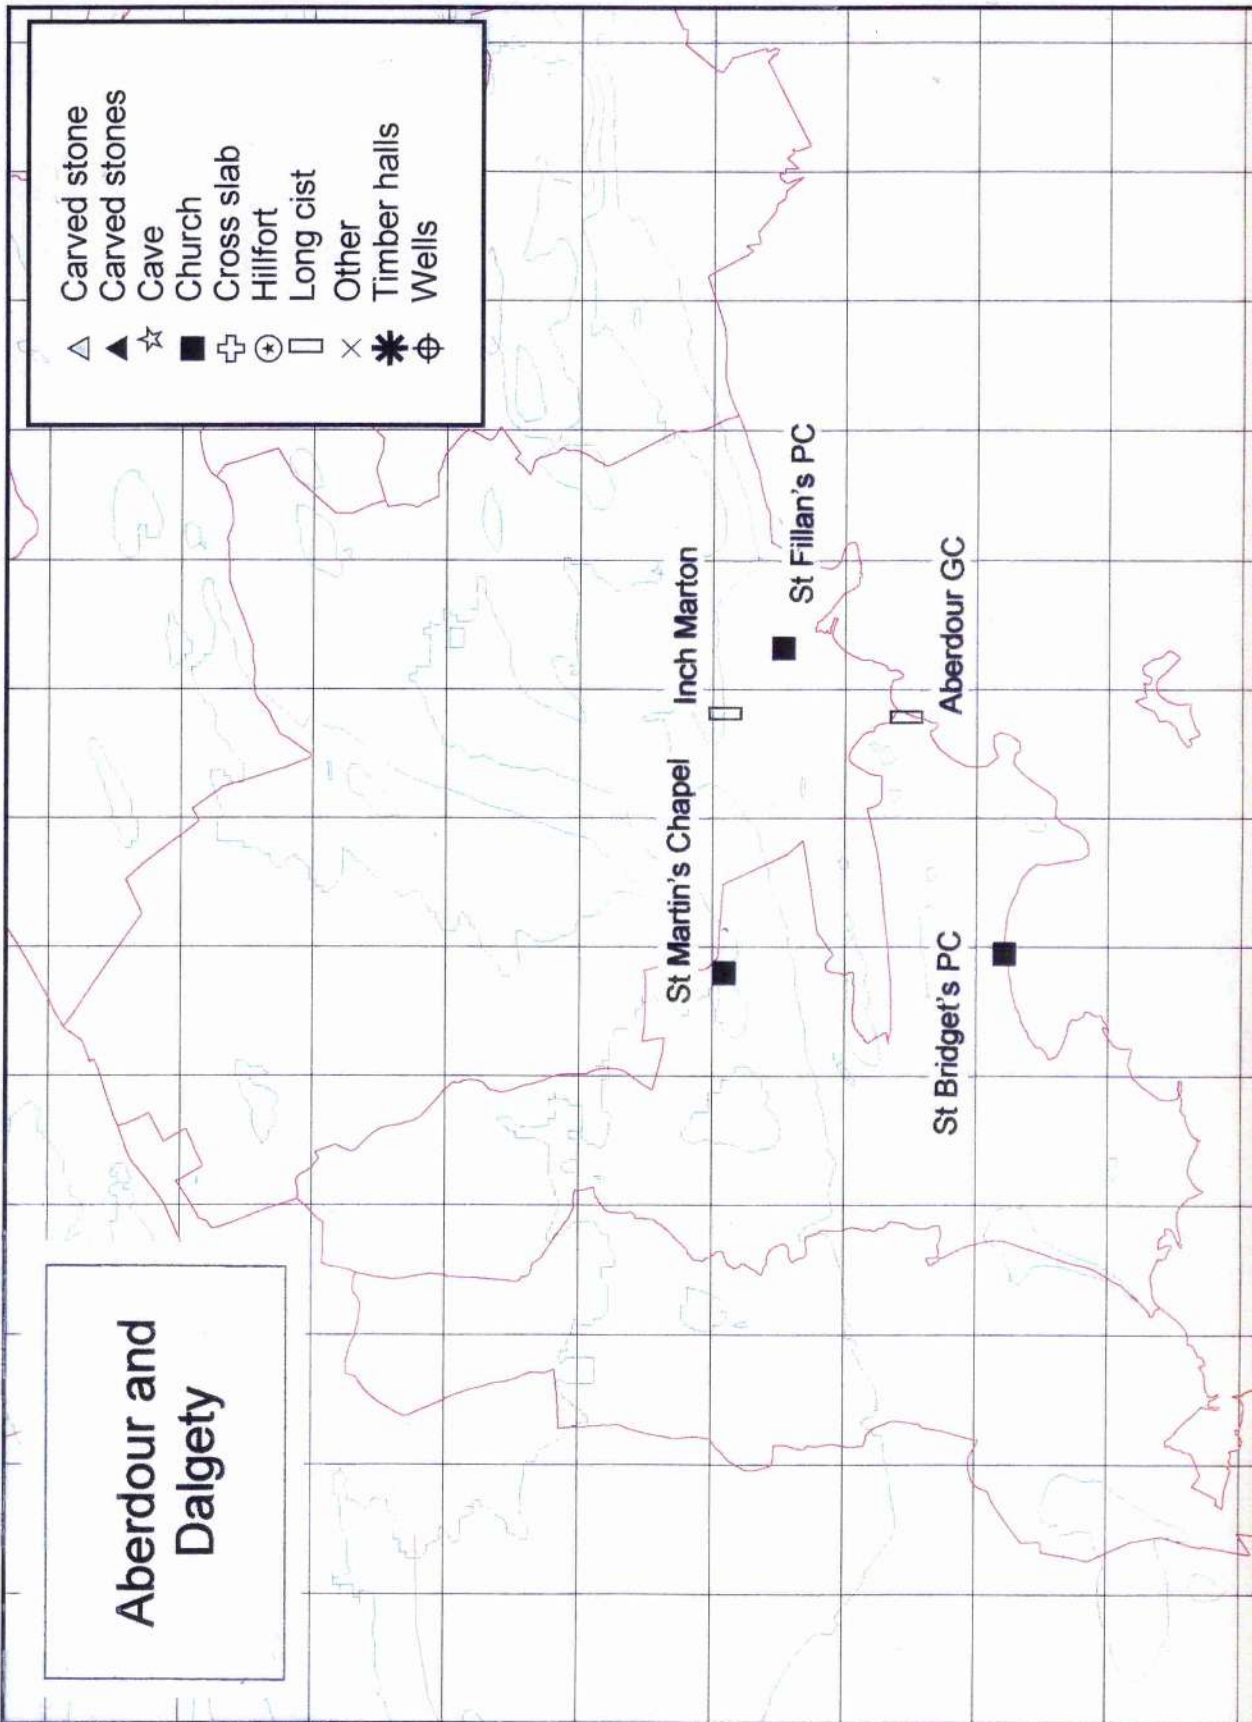 Aberdour and
Dalgety
Carved stone
Carved stones
Cave
Church
Cross slab
Hillfort
Long cist
Other
Timber halls
Wells
St Martin's Chapel
Inch Marton
St Fillan's PC
St Bridget's PC
Aberdour GC